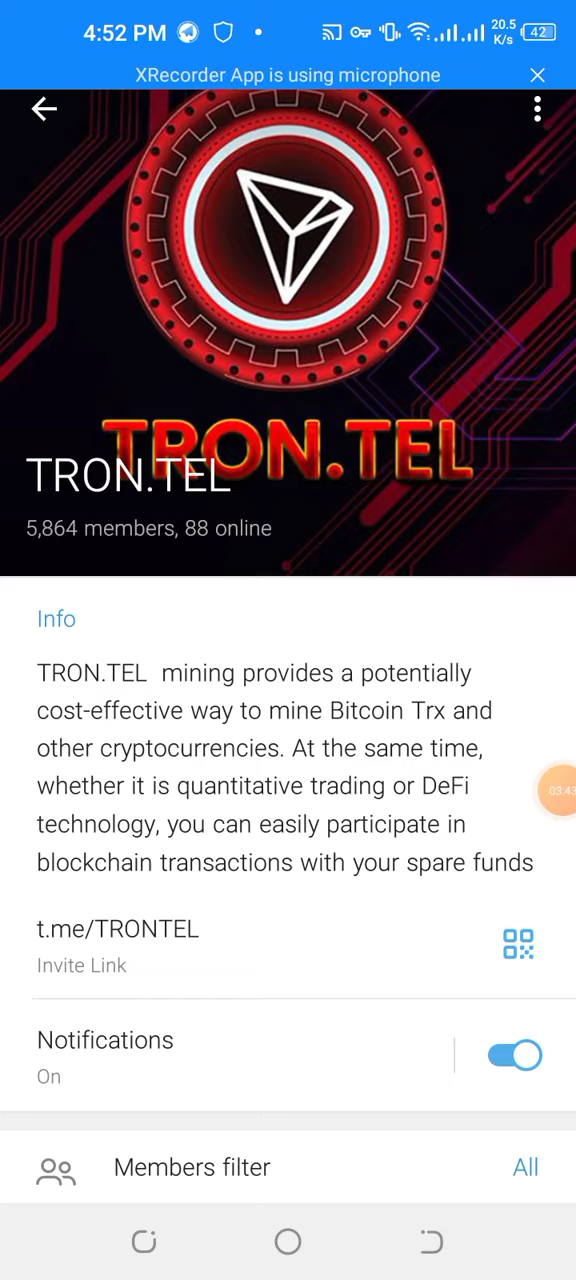 4:52 PM
20.5
K/s
42
XRecorder App is using microphone
TRON.TEL
TRON.TEL
5,864 members, 88 online
Info
TRON.TEL  mining provides a potentially
cost-effective way to mine Bitcoin Trx and
other cryptocurrencies. At the same time,
whether it is quantitative trading or DeFi
technology, you can easily participate in
blockchain transactions with your spare funds
03:43
t.me/TRONTEL
Invite Link
Notifications
On
Members filter
All